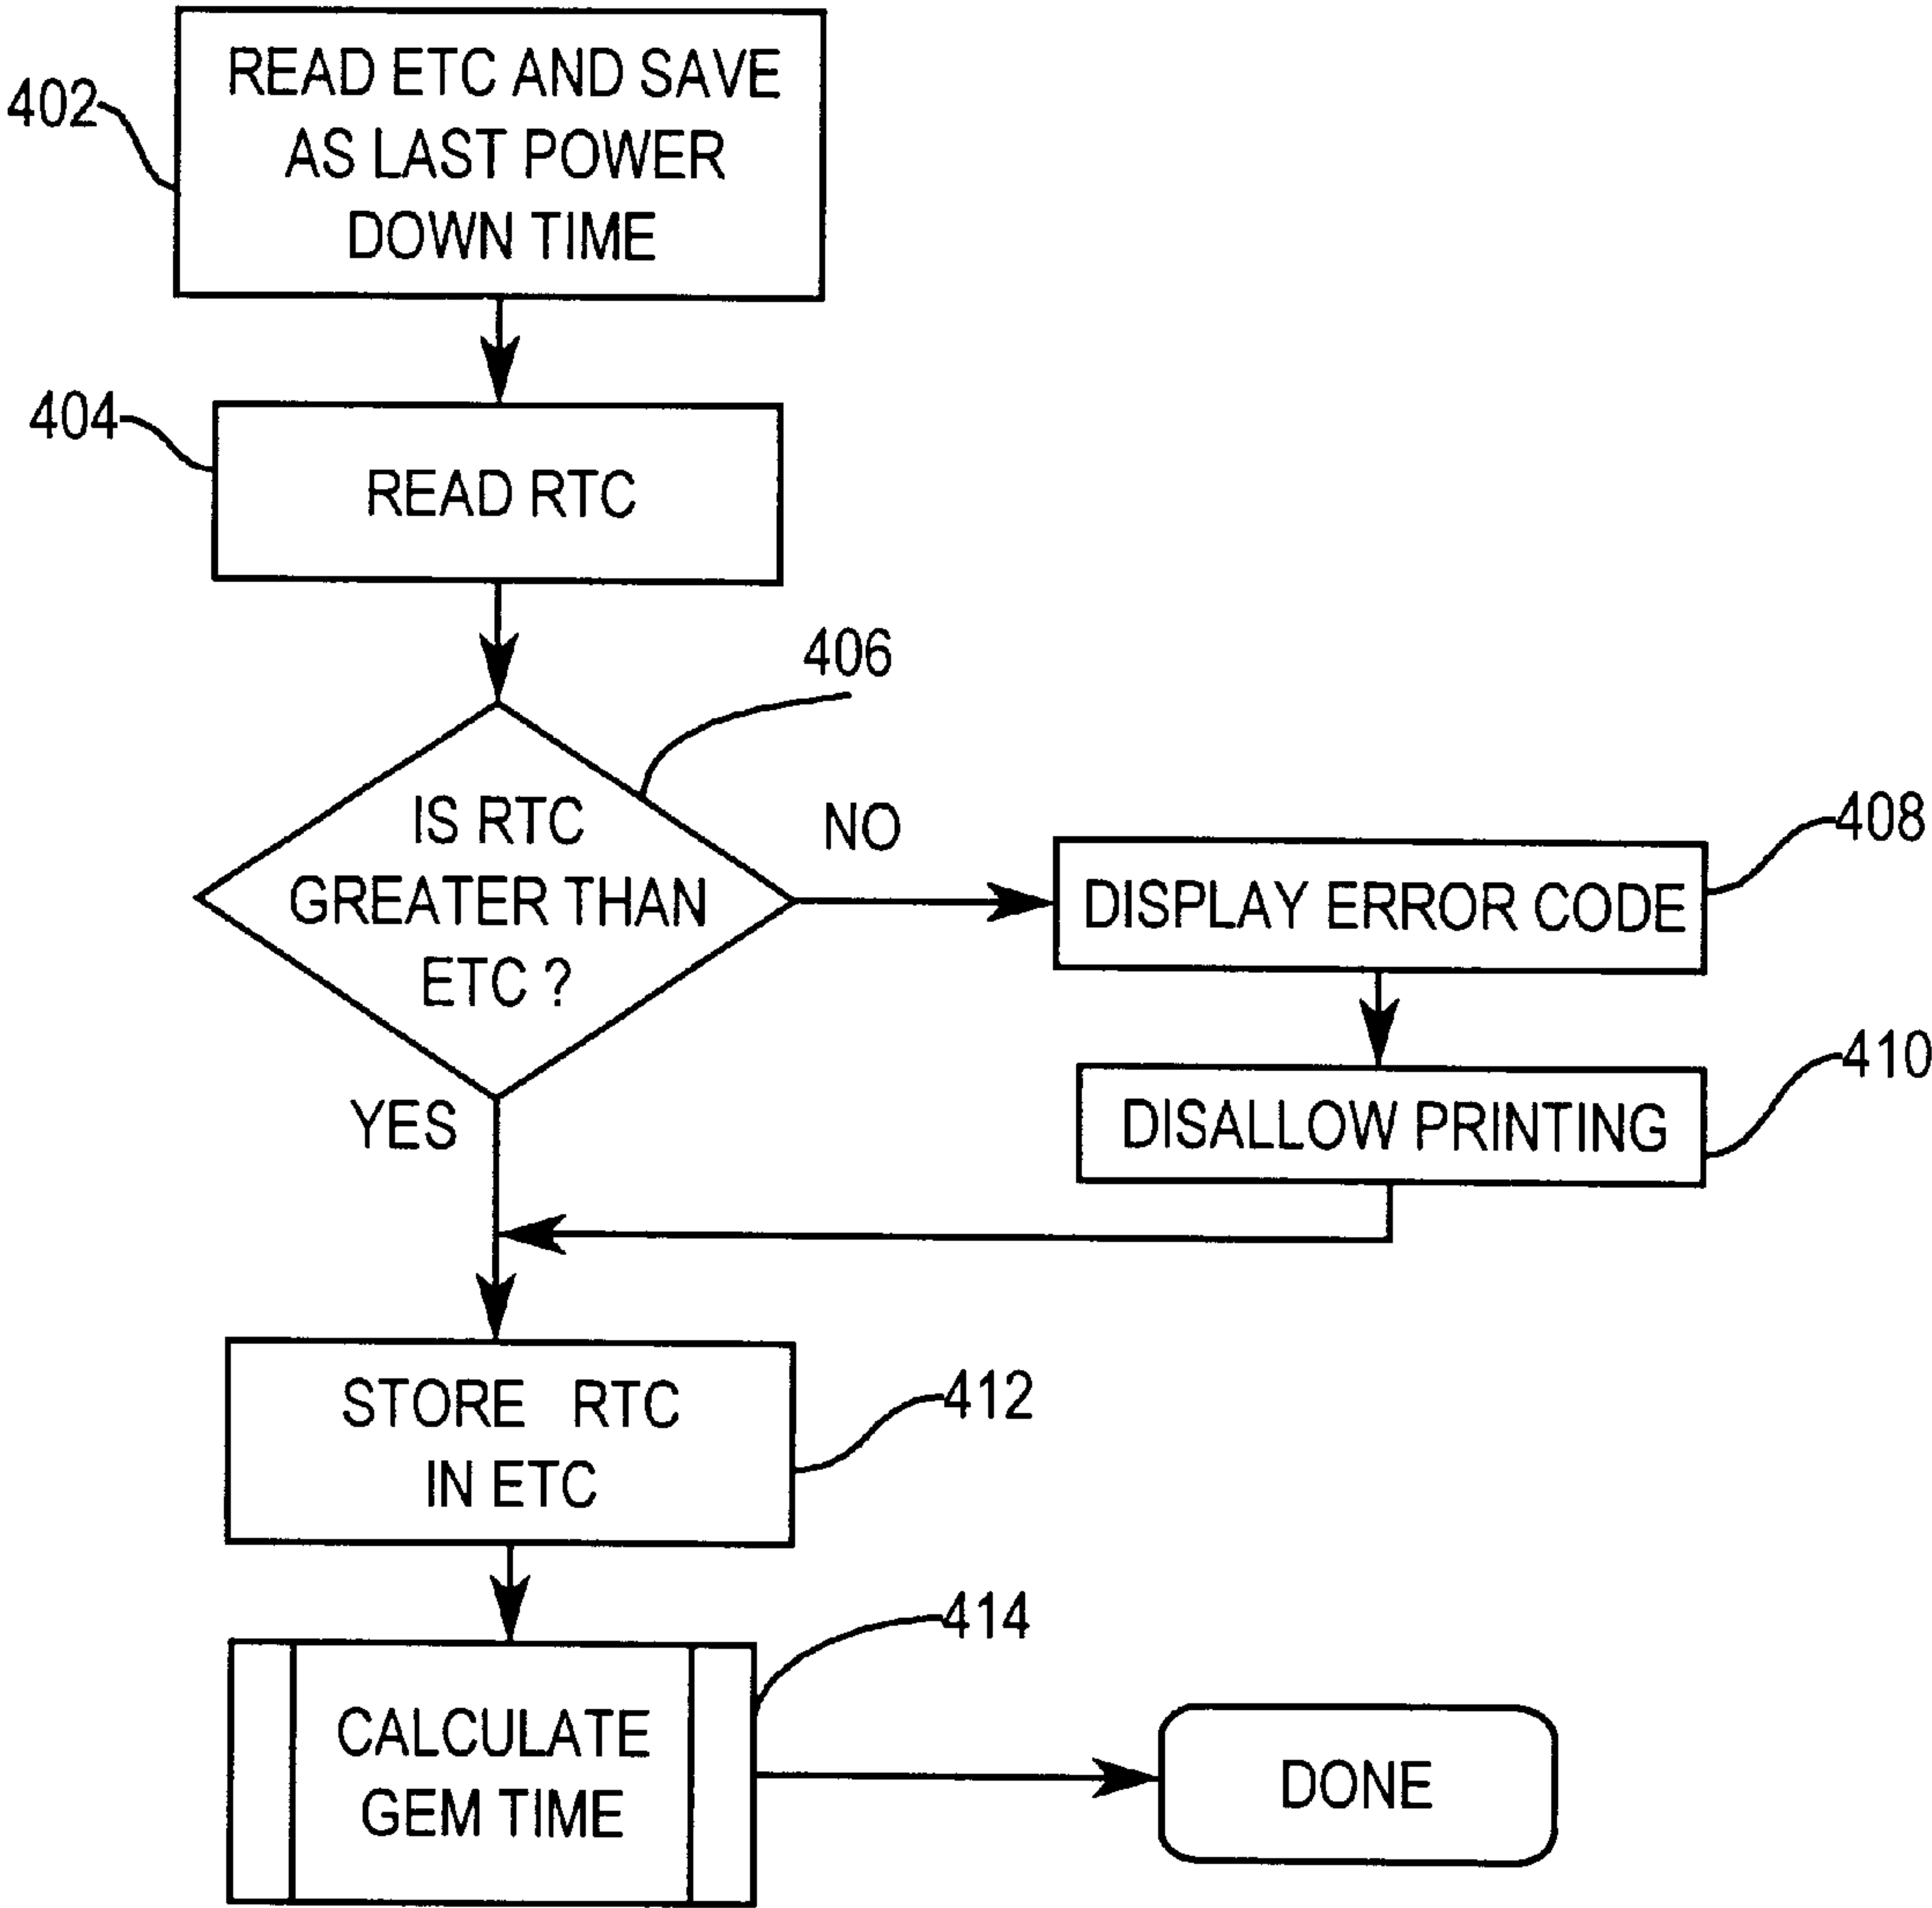 402
READ ETC AND SAVE
AS LAST POWER
DOWN TIME
404
READ RTC
406
IS RTC
GREATER THAN
ETC ?
NO
YES
408
DISPLAY ERROR CODE
410
DISALLOW PRINTING
412
STORE RTC
IN ETC
414
CALCULATE
GEM TIME
DONE